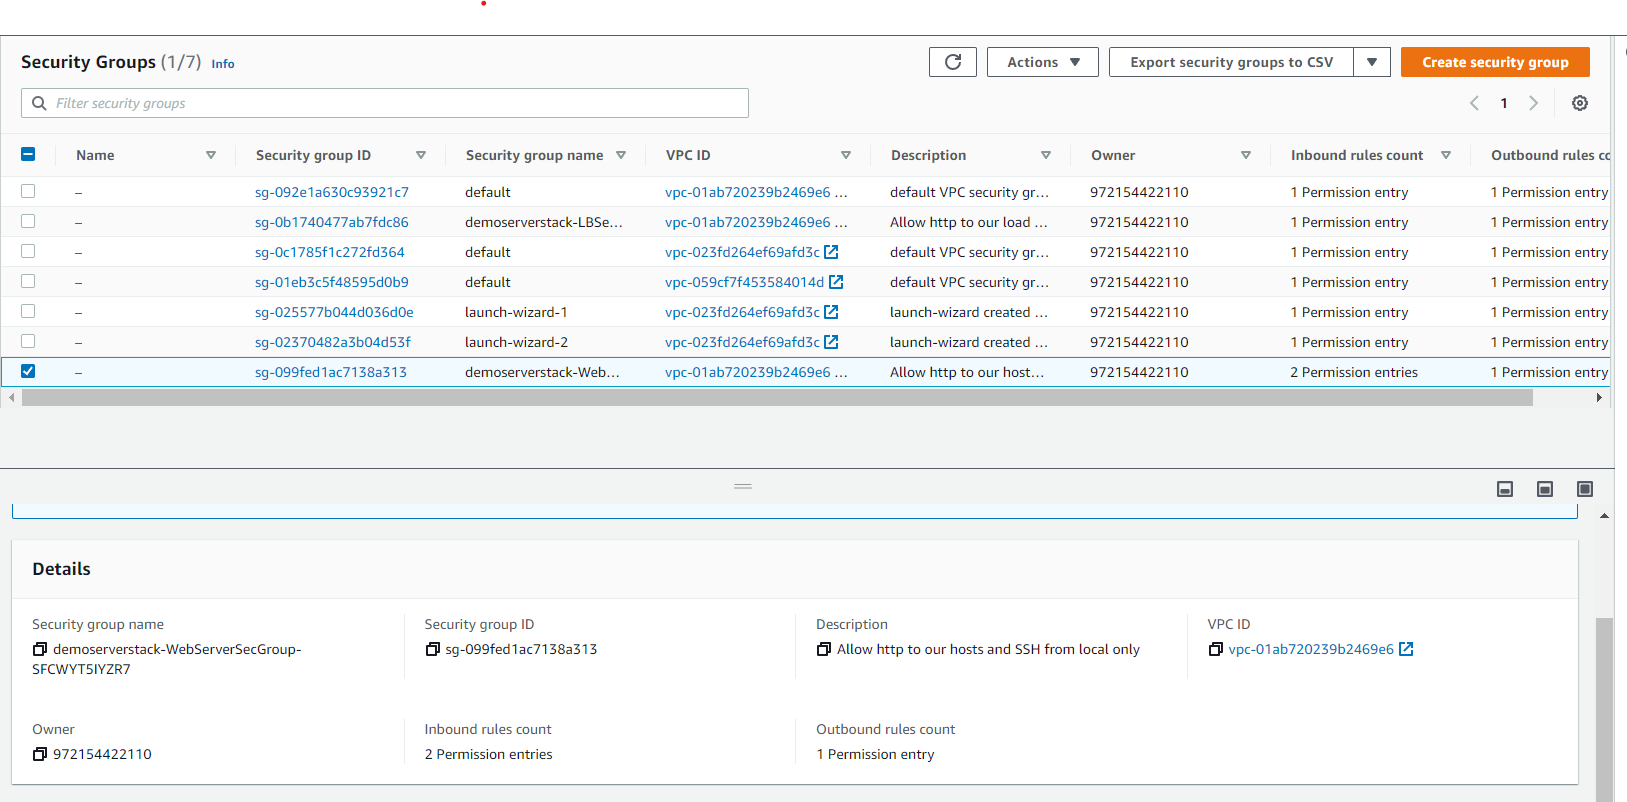 Security Groups (1/7) Info
Actions
Export security groups to CSV
Create security group
Filter security groups
1
Name Security group ID Security group name VPC ID Description Owner Inbound rules count Outbound rules co
– sg-092e1a630c93921c7 default vpc-01ab720239b2469e6 ... default VPC security gr... 972154422110 1 Permission entry 1 Permission entry
– sg-0b1740477ab7fdc86 demoserverstack-LBSe... vpc-01ab720239b2469e6 ... Allow http to our load ... 972154422110 1 Permission entry 1 Permission entry
– sg-0c1785f1c272fd364 default vpc-023fd264ef69afd3c default VPC security gr... 972154422110 1 Permission entry 1 Permission entry
– sg-01eb3c5f48595d0b9 default vpc-059cf7f453584014d default VPC security gr... 972154422110 1 Permission entry 1 Permission entry
– sg-025577b044d036d0e launch-wizard-1 vpc-023fd264ef69afd3c launch-wizard created ... 972154422110 1 Permission entry 1 Permission entry
– sg-02370482a3b04d53f launch-wizard-2 vpc-023fd264ef69afd3c launch-wizard created ... 972154422110 1 Permission entry 1 Permission entry
– sg-099fed1ac7138a313 demoserverstack-Web... vpc-01ab720239b2469e6 ... Allow http to our host... 972154422110 2 Permission entries 1 Permission entry
Details
Security group name
demoserverstack-WebServerSecGroup-
SFCWYT5IYZR7
Security group ID
sg-099fed1ac7138a313
Description
Allow http to our hosts and SSH from local only
VPC ID
vpc-01ab720239b2469e6
Owner
972154422110
Inbound rules count
2 Permission entries
Outbound rules count
1 Permission entry